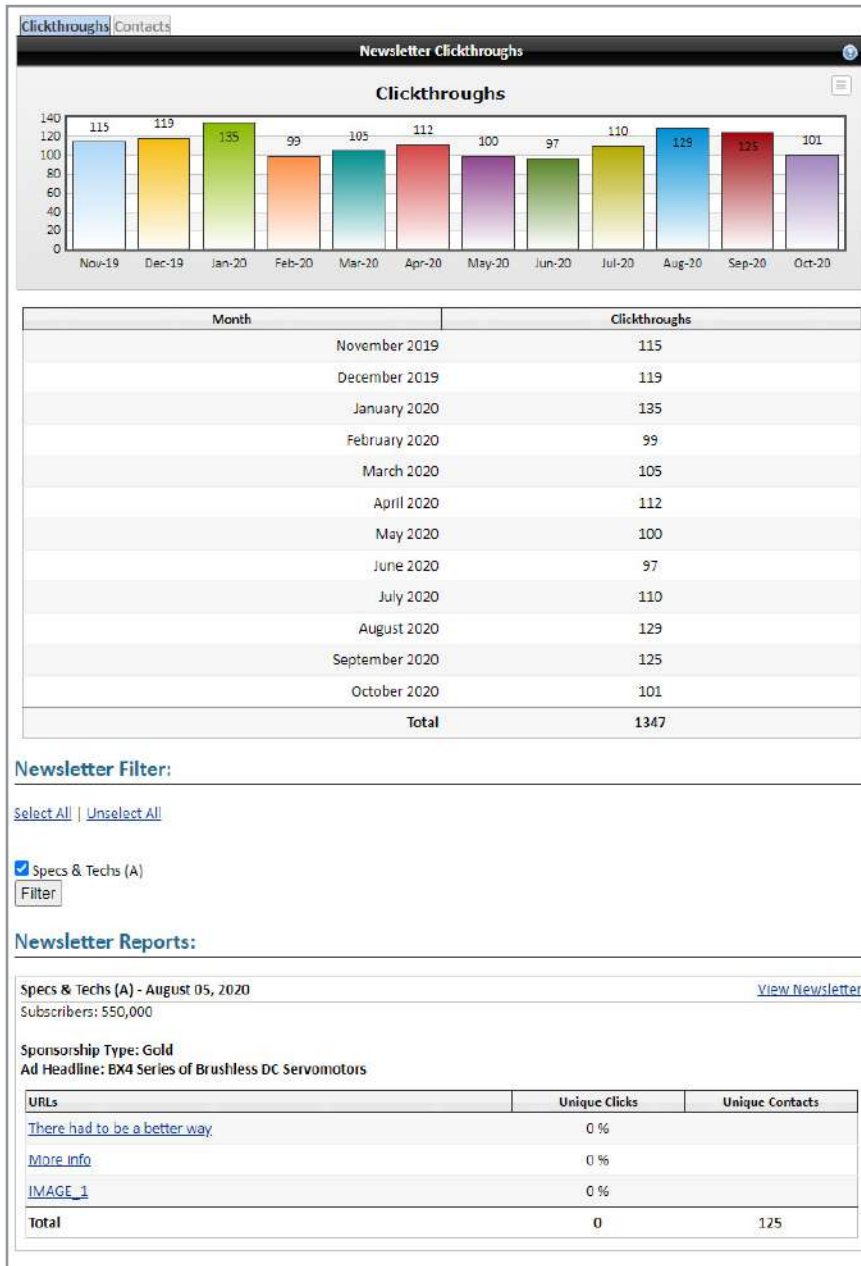 Clickthroughs Contacts
Newsletter Clickthroughs
Clickthroughs
140
120
100
80
60
40
20
0
115 119 135 99 105 112 100 97 110 129 125 101
Nov-19 Dec-19 Jan-20 Feb-20 Mar-20 Apr-20 May-20 Jun-20 Jul-20 Aug-20 Sep-20 Oct-20
Month Clickthroughs
November 2019 115
December 2019 119
January 2020 135
February 2020 99
March 2020 105
April 2020 112
May 2020 100
June 2020 97
July 2020 110
August 2020 129
September 2020 125
October 2020 101
Total 1347
Newsletter Filter:
Select All | Unselect All
Specs & Techs (A)
Filter
Newsletter Reports:
Specs & Techs (A) - August 05, 2020 View Newsletter
Subscribers: 550,000
Sponsorship Type: Gold
Ad Headline: BX4 Series of Brushless DC Servomotors
URLs Unique Clicks Unique Contacts
There had to be a better way 0 %
More info 0 %
IMAGE_1 0 %
Total 0 125